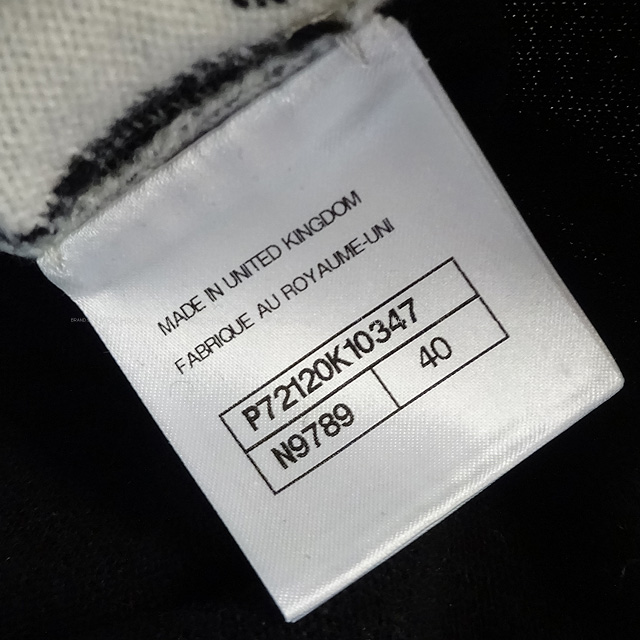 MADE IN UNITED KINGDOM
FABRIQUE AU ROYAUME-UNI
P72120K10347
N9789 40